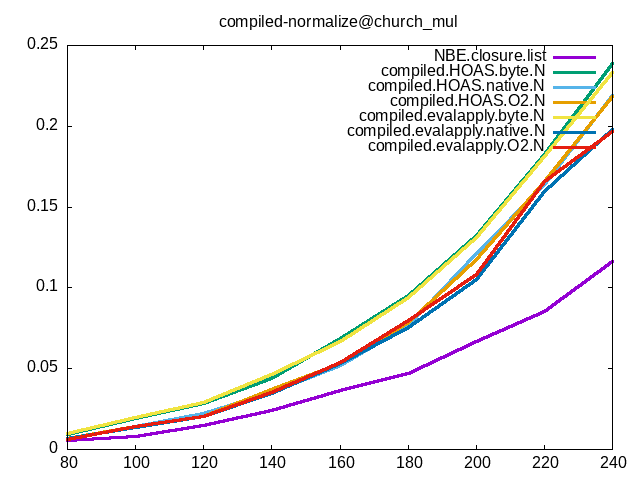 compiled-normalize@church_mul
0.25
0.2
0.15
0.1
0.05
0
80 100 120 140 160 180 200 220 240
NBE.closure.list
compiled.HOAS.byte.N
compiled.HOAS.native.N
compiled.HOAS.O2.N
compiled.evalapply.byte.N
compiled.evalapply.native.N
compiled.evalapply.O2.N